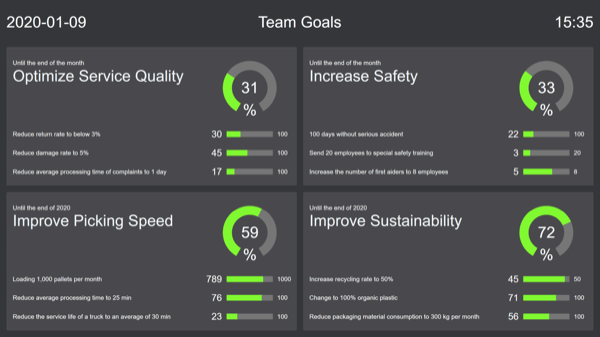 2020-01-09 Team Goals 15:35
Until the end of the month
Optimize Service Quality
31
%
Reduce return rate to below 3% 30 100
Reduce damage rate to 5% 45 100
Reduce average processing time of complaints to 1 day 17 100
Until the end of the month
Increase Safety
33
%
100 days without serious accident 22 100
Send 20 employees to special safety training 3 20
Increase the number of first aiders to 8 employees 5 8
Until the end of 2020
Improve Picking Speed
59
%
Loading 1,000 pallets per month 789 1000
Reduce average processing time to 25 min 76 100
Reduce the service life of a truck to an average of 30 min 23 100
Until the end of 2020
Improve Sustainability
72
%
Increase recycling rate to 50% 45 50
Change to 100% organic plastic 71 100
Reduce packaging material consumption to 300 kg per month 56 100